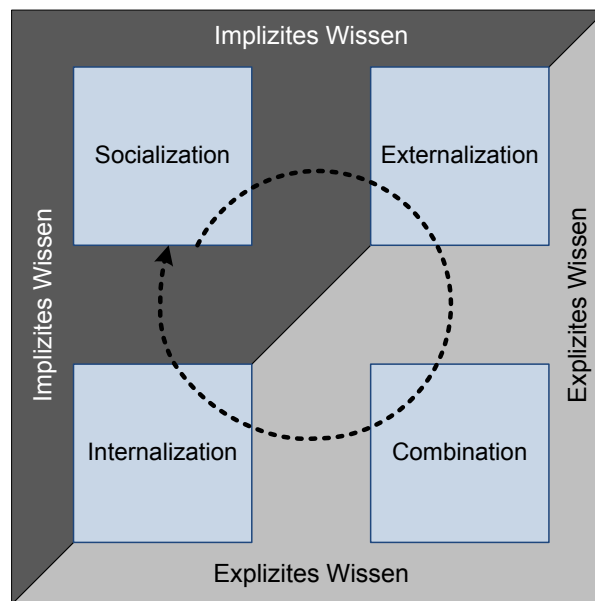 Implizites Wissen
Socialization
Externalization
Implizites Wissen
Explizites Wissen
Internalization
Combination
Explizites Wissen